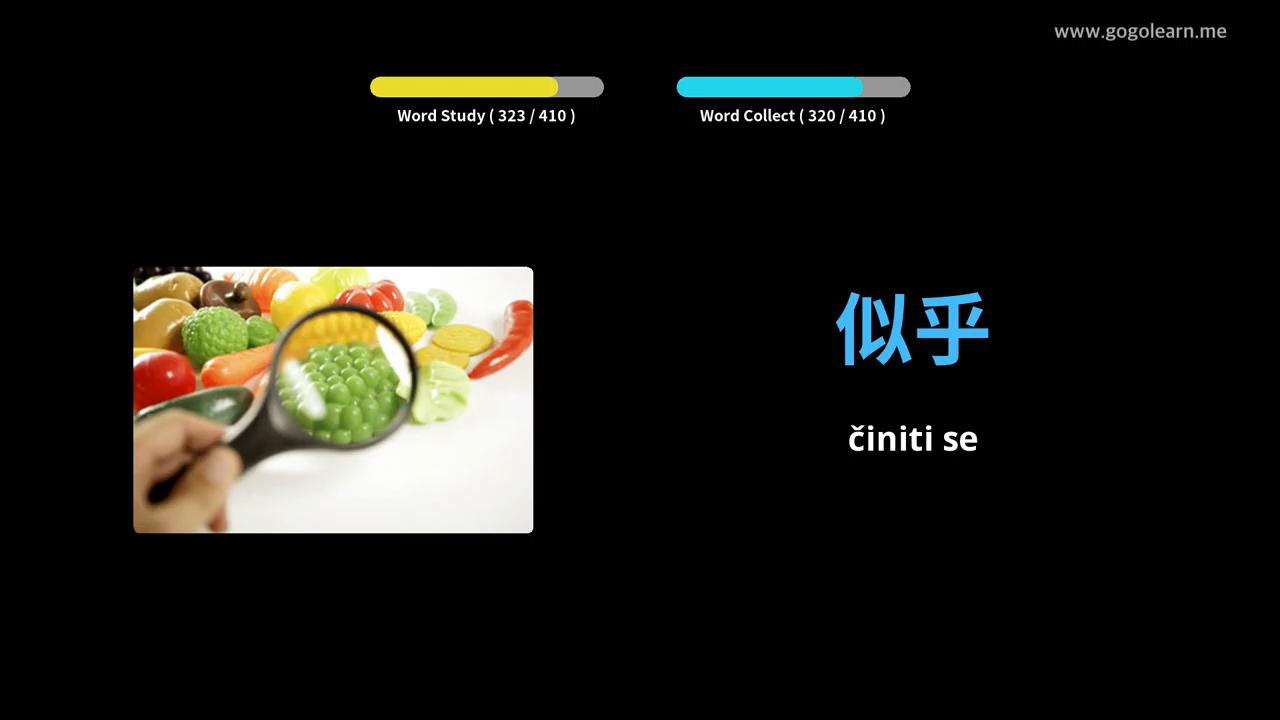 www.gogolearn.me
Word Study ( 323 / 410 )
Word Collect ( 320 / 410 )
似乎
činiti se